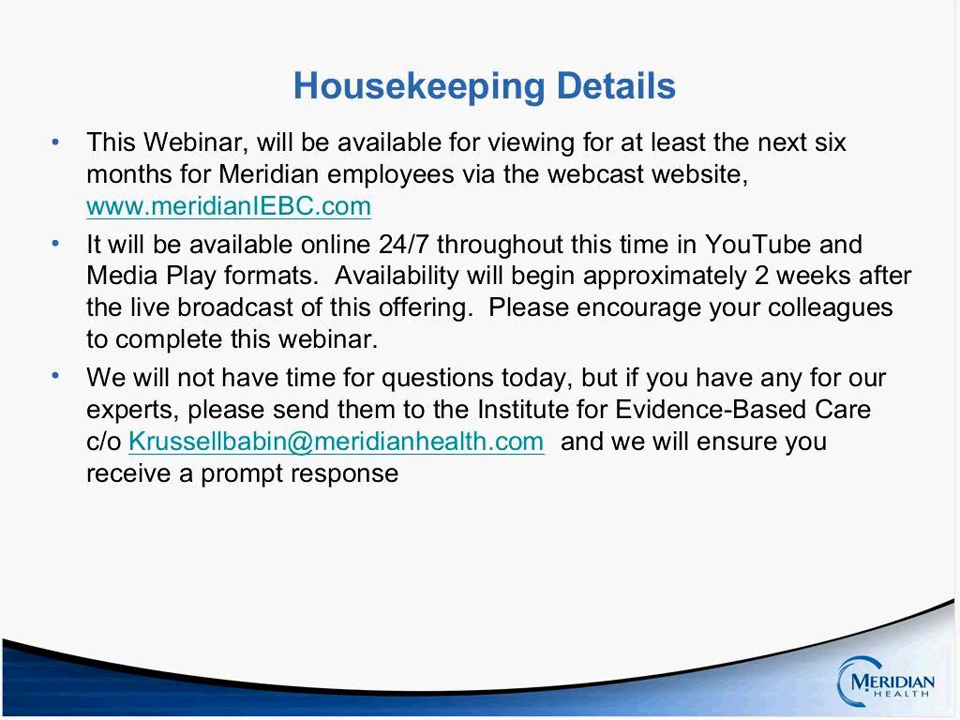 Housekeeping Details
• This Webinar, will be available for viewing for at least the next six
months for Meridian employees via the webcast website,
www.meridianIEBC.com
• It will be available online 24/7 throughout this time in YouTube and
Media Play formats.  Availability will begin approximately 2 weeks after
the live broadcast of this offering.  Please encourage your colleagues
to complete this webinar.
• We will not have time for questions today, but if you have any for our
experts, please send them to the Institute for Evidence-Based Care
c/o Krussellbabin@meridianhealth.com  and we will ensure you
receive a prompt response
MERIDIAN
HEALTH